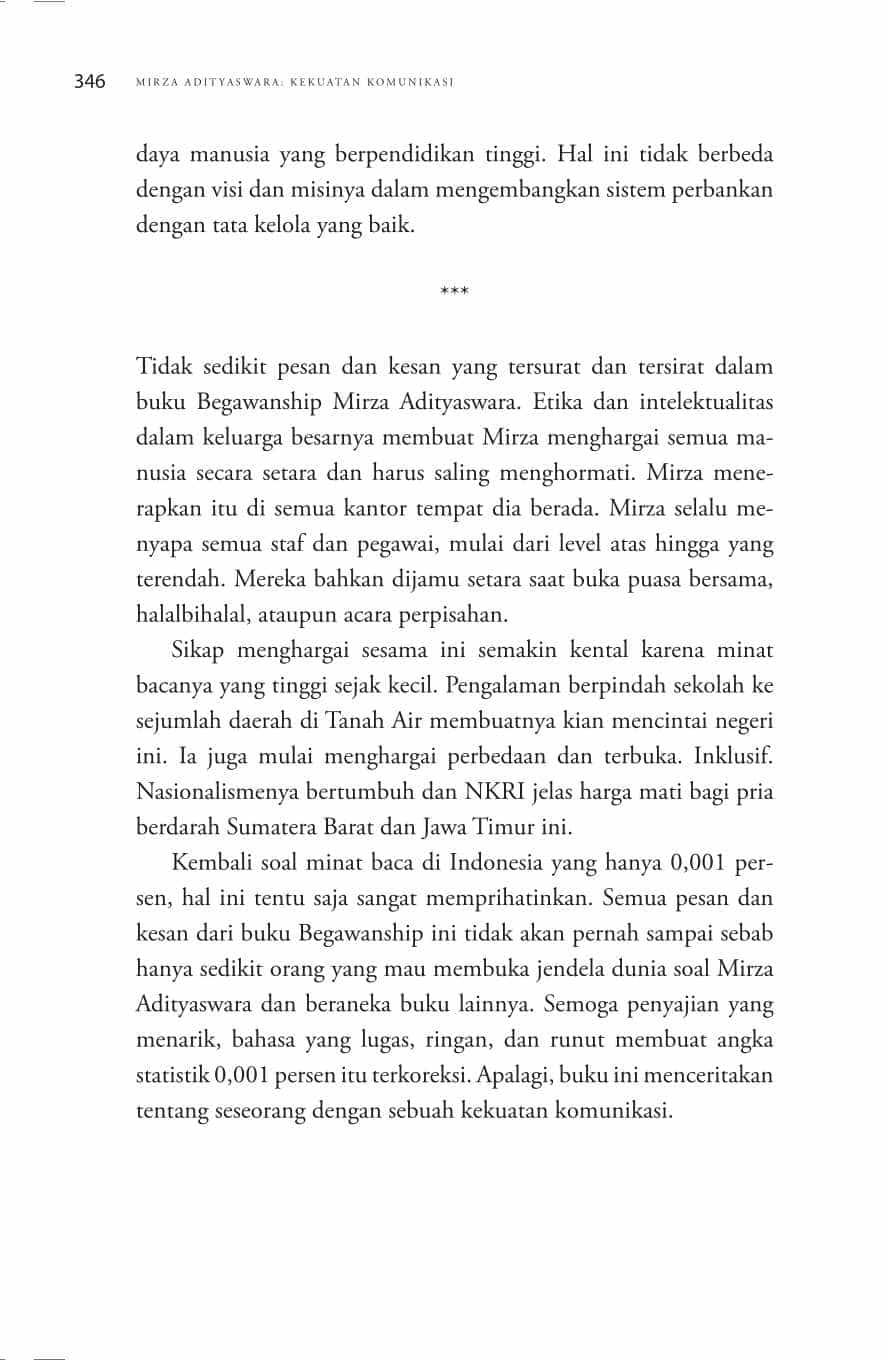 346 MIRZA ADITYASWARA: KEKUATAN KOMUNIKASI
daya manusia yang berpendidikan tinggi. Hal ini tidak berbeda
dengan visi dan misinya dalam mengembangkan sistem perbankan
dengan tata kelola yang baik.
***
Tidak sedikit pesan dan kesan yang tersurat dan tersirat dalam
buku Begawanship Mirza Adityaswara. Etika dan intelektualitas
dalam keluarga besarnya membuat Mirza menghargai semua ma-
nusia secara setara dan harus saling menghormati. Mirza mene-
rapkan itu di semua kantor tempat dia berada. Mirza selalu me-
nyapa semua staf dan pegawai, mulai dari level atas hingga yang
terendah. Mereka bahkan dijamu setara saat buka puasa bersama,
halalbihalal, ataupun acara perpisahan.
Sikap menghargai sesama ini semakin kental karena minat
bacanya yang tinggi sejak kecil. Pengalaman berpindah sekolah ke
sejumlah daerah di Tanah Air membuatnya kian mencintai negeri
ini. Ia juga mulai menghargai perbedaan dan terbuka. Inklusif.
Nasionalismenya bertumbuh dan NKRI jelas harga mati bagi pria
berdarah Sumatera Barat dan Jawa Timur ini.
Kembali soal minat baca di Indonesia yang hanya 0,001 per-
sen, hal ini tentu saja sangat memprihatinkan. Semua pesan dan
kesan dari buku Begawanship ini tidak akan pernah sampai sebab
hanya sedikit orang yang mau membuka jendela dunia soal Mirza
Adityaswara dan beraneka buku lainnya. Semoga penyajian yang
menarik, bahasa yang lugas, ringan, dan runut membuat angka
statistik 0,001 persen itu terkoreksi. Apalagi, buku ini menceritakan
tentang seseorang dengan sebuah kekuatan komunikasi.